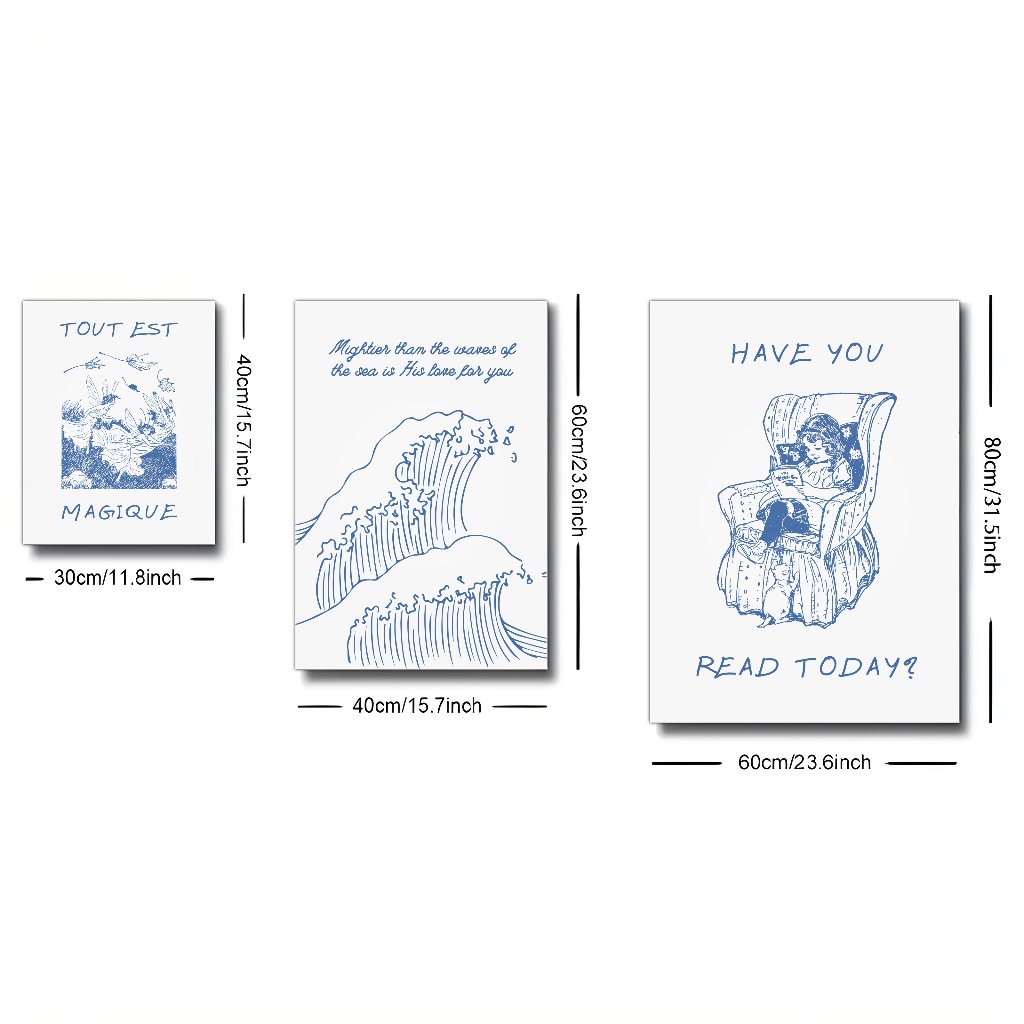 TOUT EST
MAGIQUE
40cm/15.7inch
30cm/11.8inch
Mightier than the waves of
the sea is His love for you
60cm/23.6inch
40cm/15.7inch
HAVE YOU
READ TODAY?
80cm/31.5inch
60cm/23.6inch